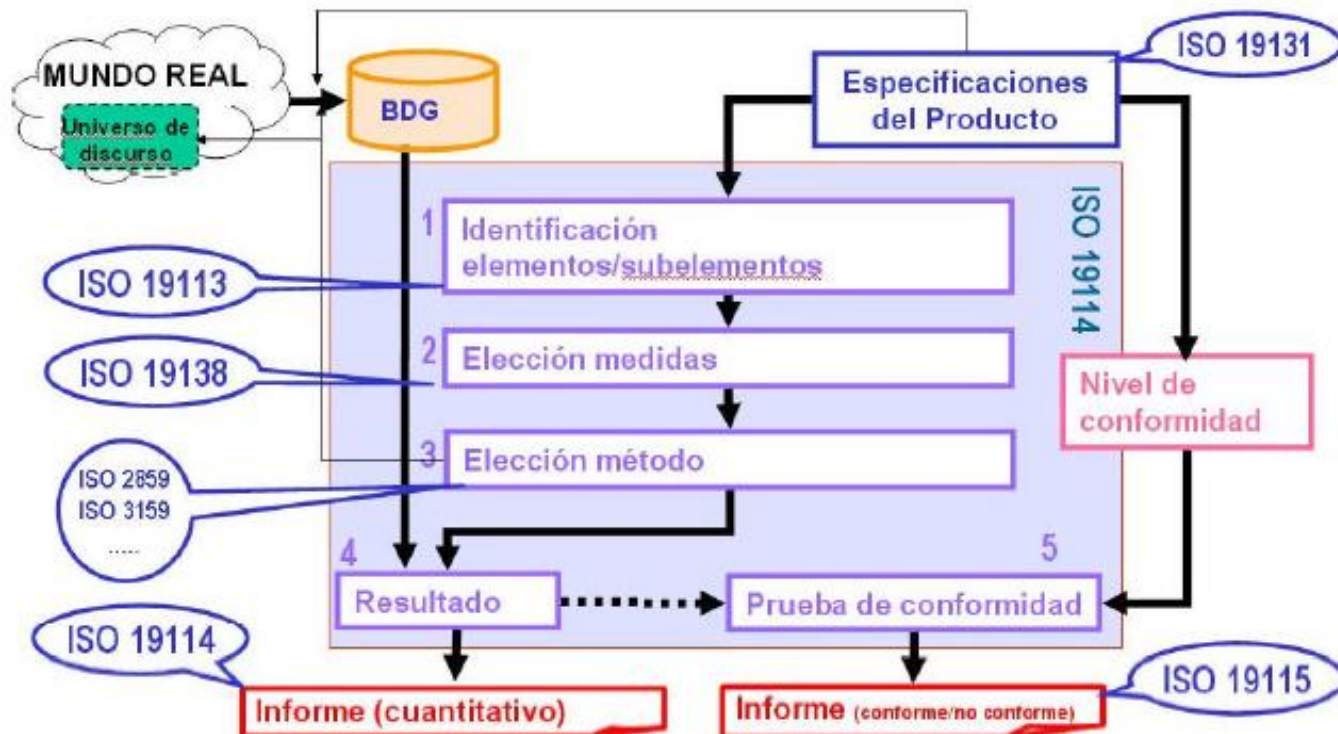 MUNDO REAL
Universo de
discurso
BDG
Especificaciones
del Producto
ISO 19131
ISO 19114
1
Identificación
elementos/subelementos
ISO 19113
2
Elección medidas
ISO 19138
Nivel de
conformidad
3
Elección método
ISO 2859
ISO 3159
.....
4
Resultado
5
Prueba de conformidad
ISO 19114
Informe (cuantitativo)
Informe (conforme/no conforme)
ISO 19115